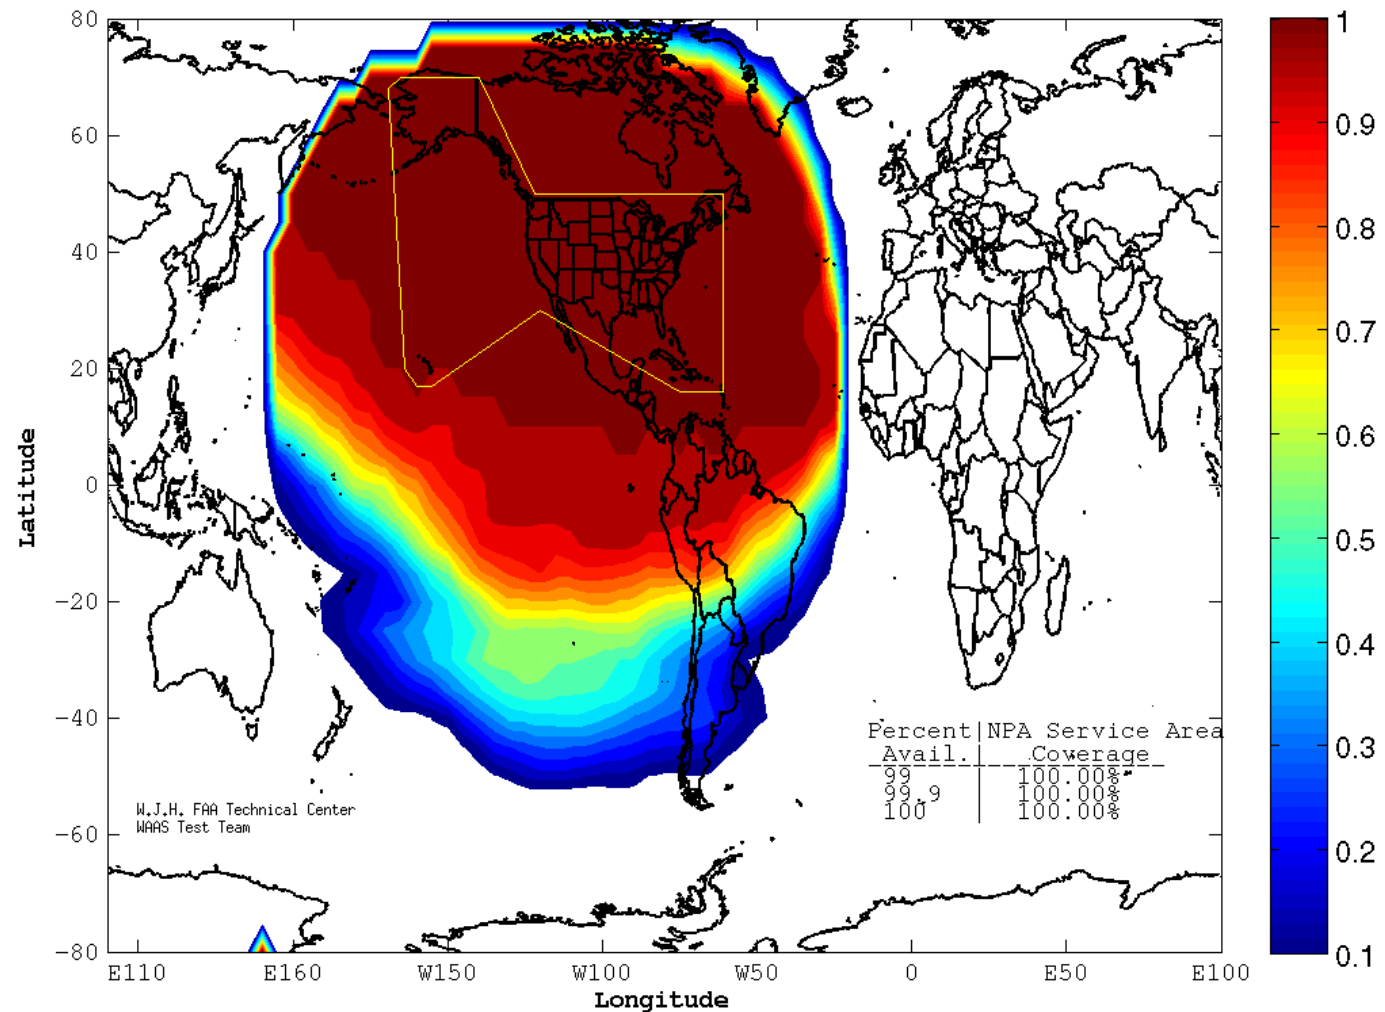 80
60
40
20
0
-20
-40
-60
-80
Latitude
E110 E160 W150 W100 W50 0 E50 E100
Longitude
1
0.9
0.8
0.7
0.6
0.5
0.4
0.3
0.2
0.1
Percent|NPA Service Area
Avail.| Coverage
99 | 100.00%
99.9 | 100.00%
100 | 100.00%
W.J.H. FAA Technical Center
WAAS Test Team